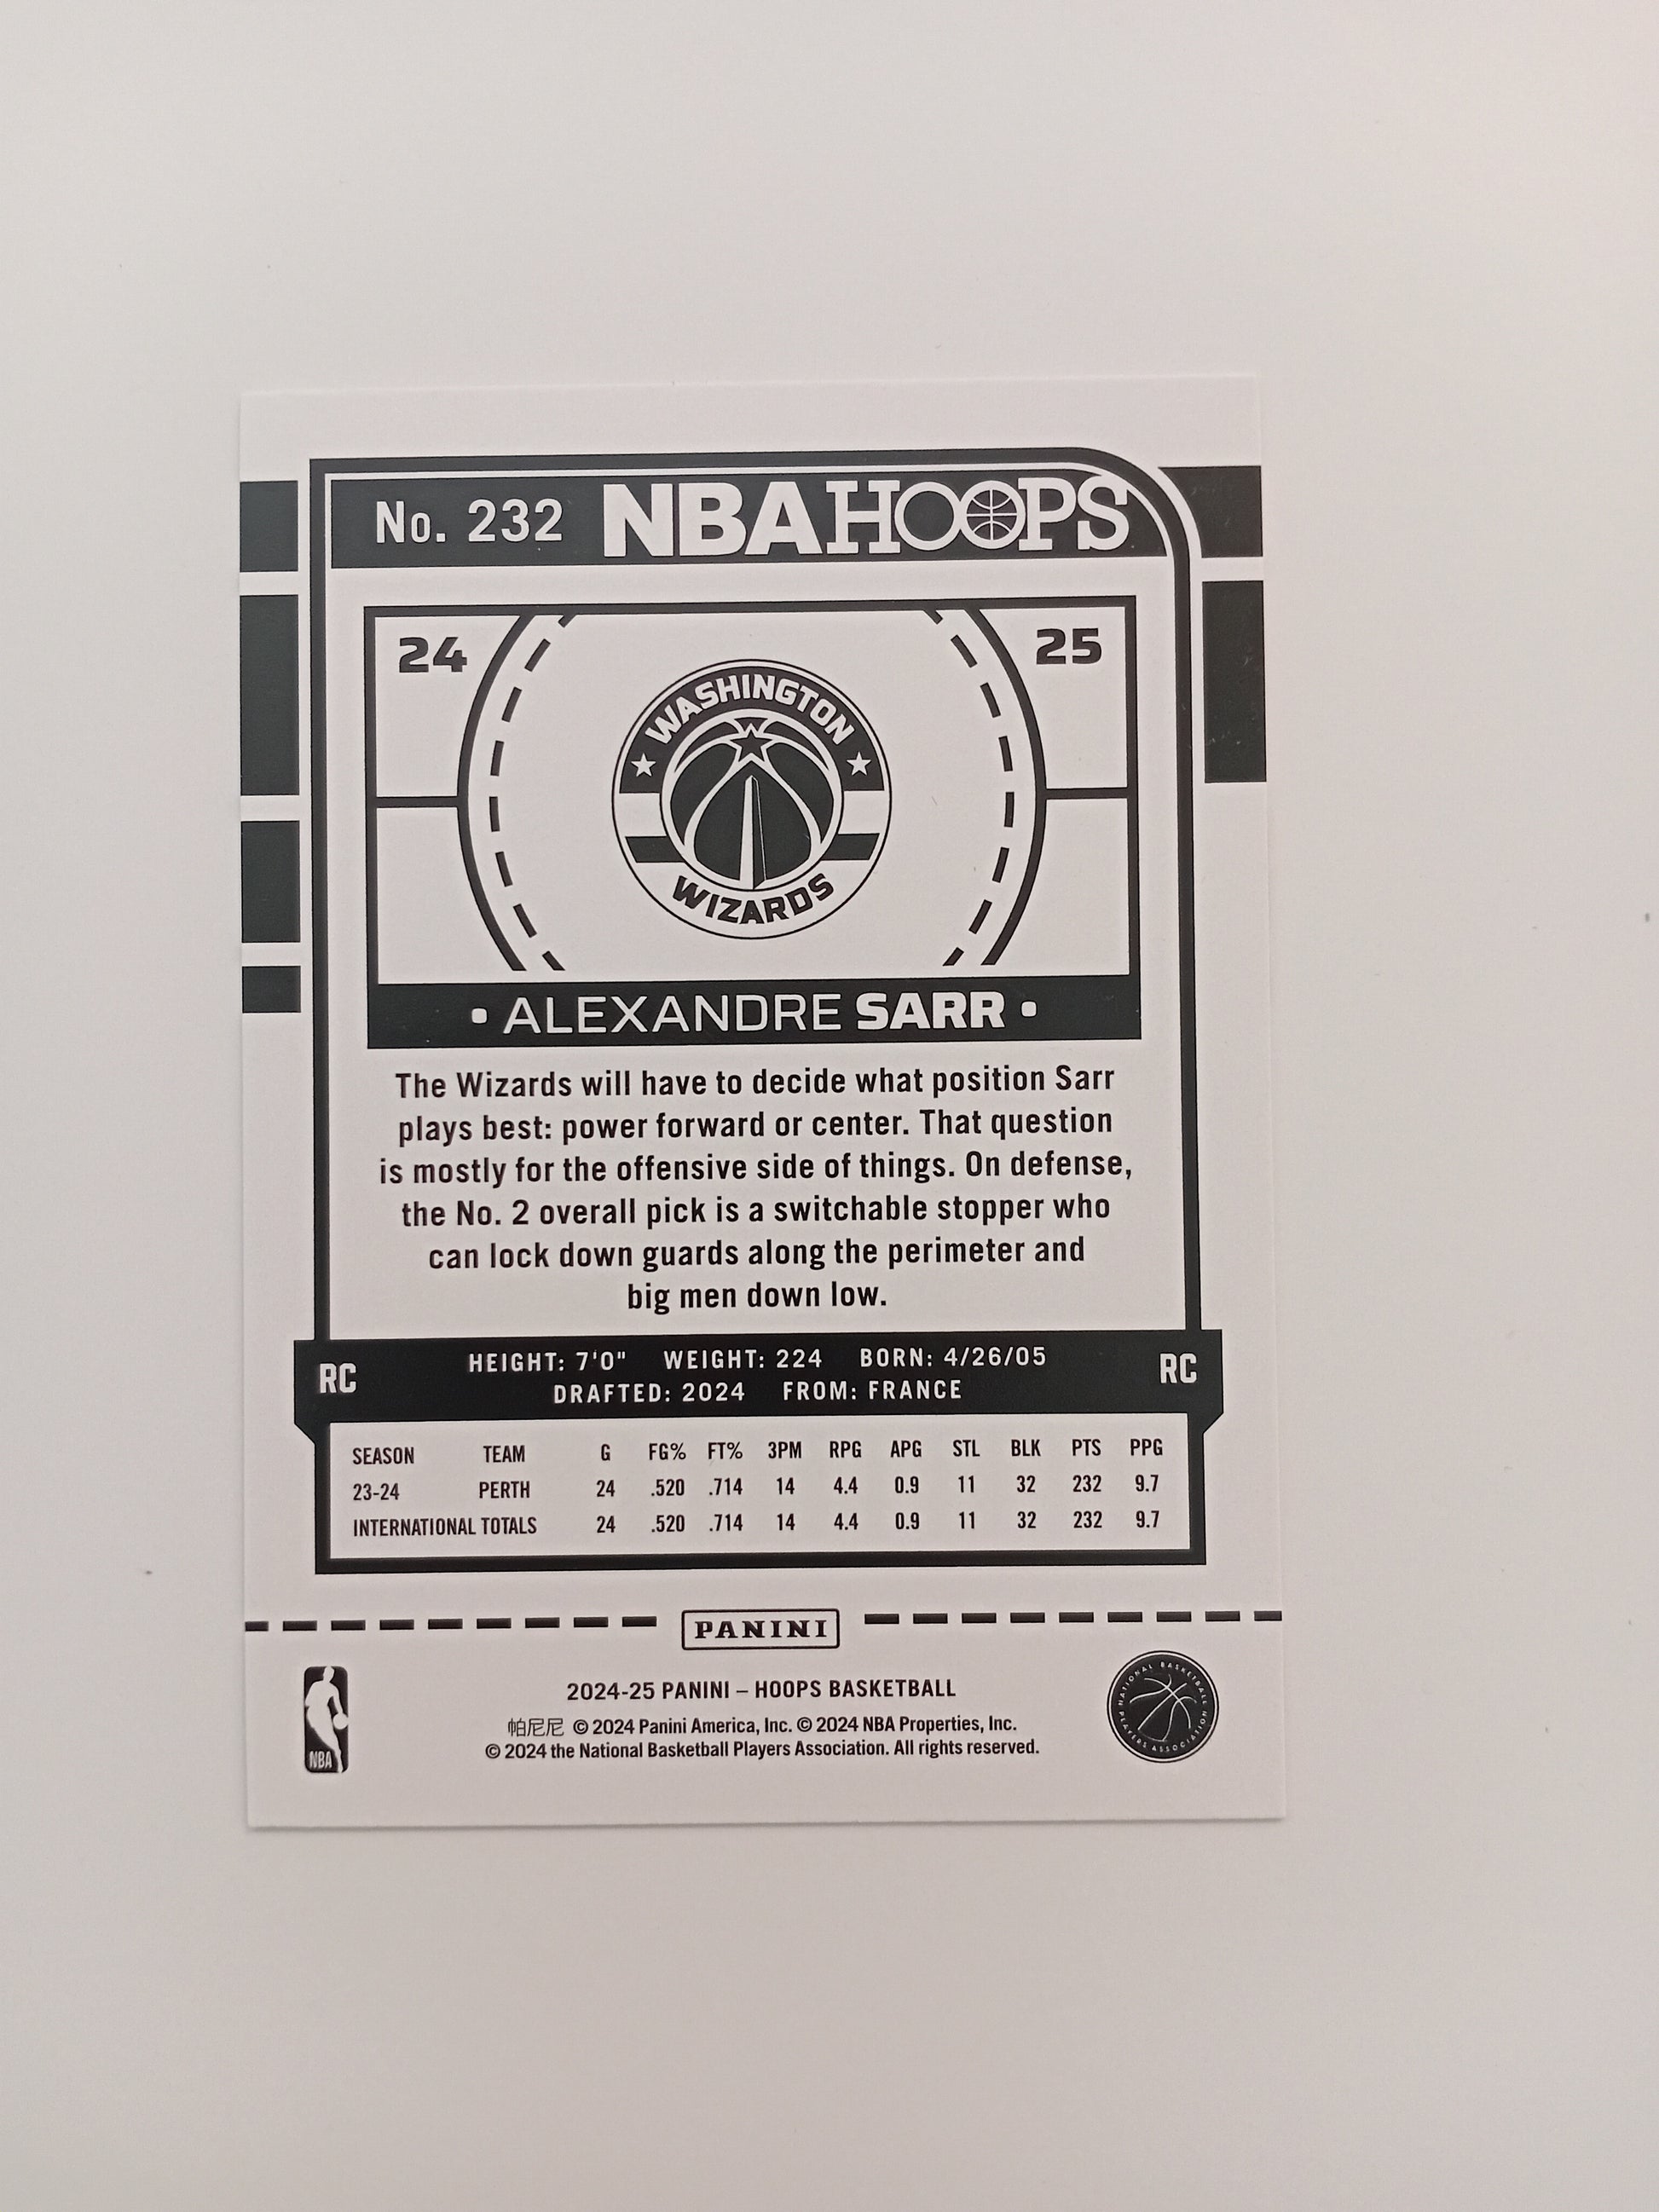 No. 232 NBA HOOPS
24 25
WASHINGTON
WIZARDS
• ALEXANDRE SARR •
The Wizards will have to decide what position Sarr
plays best: power forward or center. That question
is mostly for the offensive side of things. On defense,
the No. 2 overall pick is a switchable stopper who
can lock down guards along the perimeter and
big men down low.
RC HEIGHT: 7'0" WEIGHT: 224 BORN: 4/26/05 RC
DRAFTED: 2024 FROM: FRANCE
SEASON TEAM G FG% FT% 3PM RPG APG STL BLK PTS PPG
23-24 PERTH 24 .520 .714 14 4.4 0.9 11 32 232 9.7
INTERNATIONAL TOTALS 24 .520 .714 14 4.4 0.9 11 32 232 9.7
PANINI
2024-25 PANINI – HOOPS BASKETBALL
帕尼尼 © 2024 Panini America, Inc. © 2024 NBA Properties, Inc.
© 2024 the National Basketball Players Association. All rights reserved.
NBA
NATIONAL BASKETBALL
PLAYERS ASSOCIATION